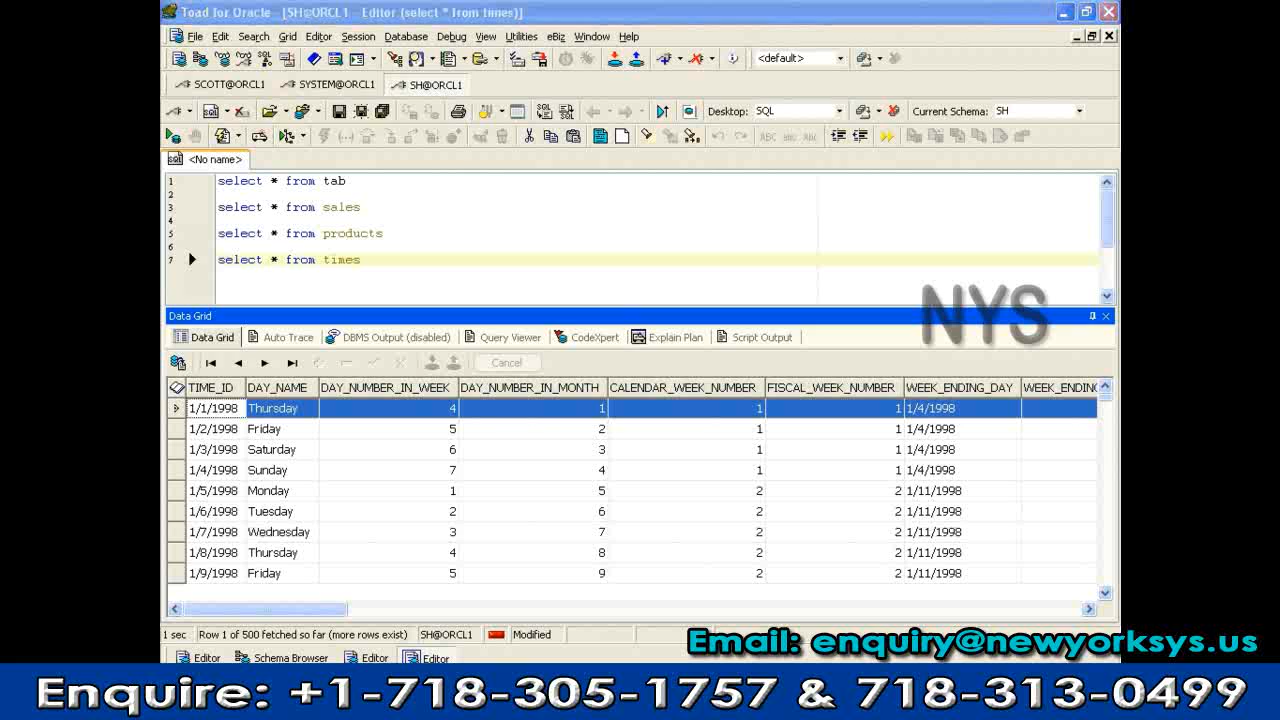 Toad for Oracle - [SH@ORCL1 - Editor (select * from times)]
File Edit Search Grid Editor Session Database Debug View Utilities eBiz Window Help
<default>
SCOTT@ORCL1 SYSTEM@ORCL1 SH@ORCL1
Desktop: SQL Current Schema: SH
<No name>
1 select * from tab
2
3 select * from sales
4
5 select * from products
6
7 select * from times
NYS
Data Grid
Data Grid Auto Trace DBMS Output (disabled) Query Viewer CodeXpert Explain Plan Script Output
Cancel
TIME_ID DAY_NAME DAY_NUMBER_IN_WEEK DAY_NUMBER_IN_MONTH CALENDAR_WEEK_NUMBER FISCAL_WEEK_NUMBER WEEK_ENDING_DAY WEEK_ENDING
1/1/1998 Thursday 4 1 1 1 1/4/1998
1/2/1998 Friday 5 2 1 1 1/4/1998
1/3/1998 Saturday 6 3 1 1 1/4/1998
1/4/1998 Sunday 7 4 1 1 1/4/1998
1/5/1998 Monday 1 5 2 2 1/11/1998
1/6/1998 Tuesday 2 6 2 2 1/11/1998
1/7/1998 Wednesday 3 7 2 2 1/11/1998
1/8/1998 Thursday 4 8 2 2 1/11/1998
1/9/1998 Friday 5 9 2 2 1/11/1998
1 sec Row 1 of 500 fetched so far (more rows exist) SH@ORCL1 Modified
Email: enquiry@newyorksys.us
Editor Schema Browser Editor Editor
Enquire: +1-718-305-1757 & 718-313-0499